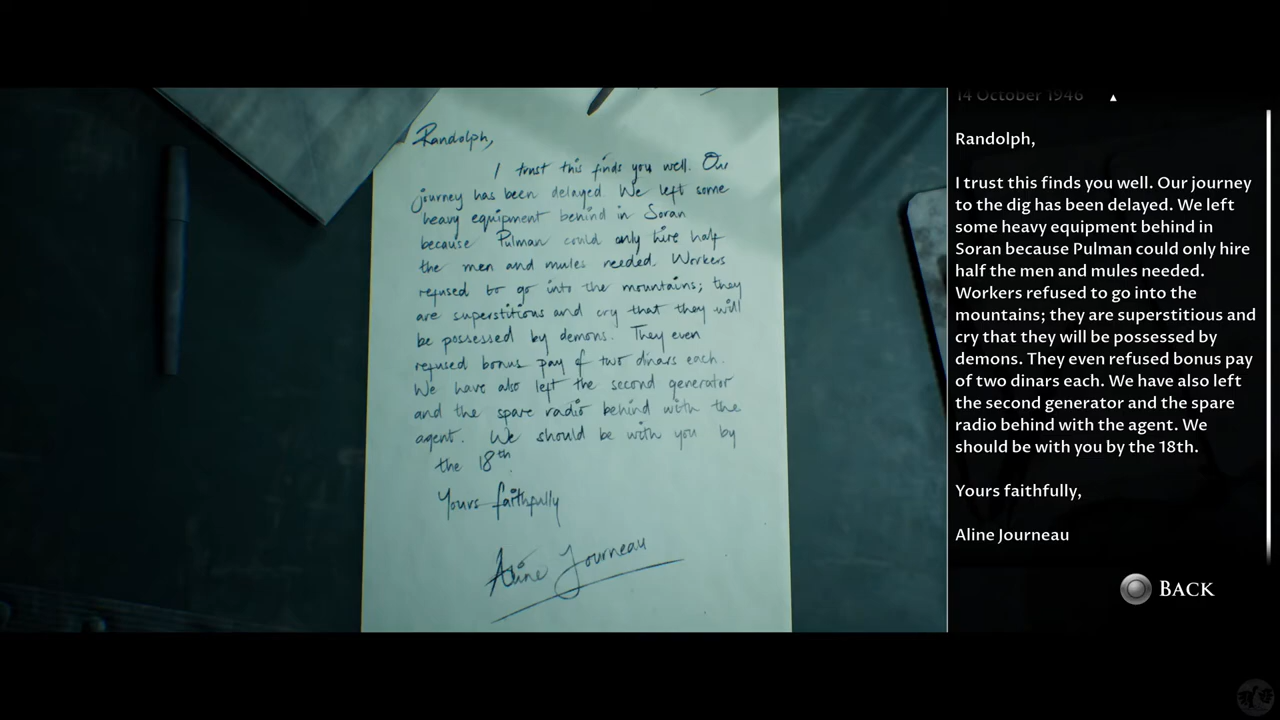 Randolph,
I trust this finds you well. Our
journey has been delayed. We left some
heavy equipment behind in Soran
because Pulman could only hire half
the men and mules needed. Workers
refused to go into the mountains; they
are superstitious and cry that they will
be possessed by demons. They even
refused bonus pay of two dinars each.
We have also left the second generator
and the spare radio behind with the
agent. We should be with you by
the 18th.
Yours faithfully
Aline Journeau
14 October 1946
Randolph,
I trust this finds you well. Our journey
to the dig has been delayed. We left
some heavy equipment behind in
Soran because Pulman could only hire
half the men and mules needed.
Workers refused to go into the
mountains; they are superstitious and
cry that they will be possessed by
demons. They even refused bonus pay
of two dinars each. We have also left
the second generator and the spare
radio behind with the agent. We
should be with you by the 18th.
Yours faithfully,
Aline Journeau
BACK